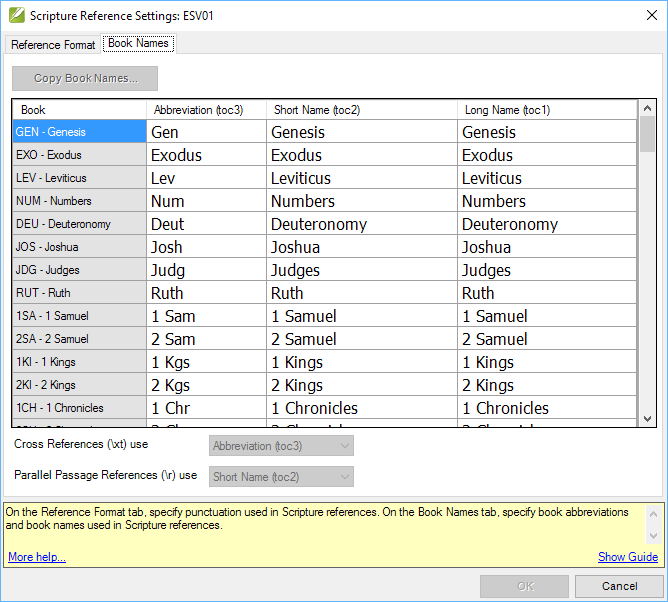 Scripture Reference Settings: ESV01
Reference Format Book Names
Copy Book Names...
Book Abbreviation (toc3) Short Name (toc2) Long Name (toc1)
GEN - Genesis Gen Genesis Genesis
EXO - Exodus Exodus Exodus Exodus
LEV - Leviticus Lev Leviticus Leviticus
NUM - Numbers Num Numbers Numbers
DEU - Deuteronomy Deut Deuteronomy Deuteronomy
JOS - Joshua Josh Joshua Joshua
JDG - Judges Judg Judges Judges
RUT - Ruth Ruth Ruth Ruth
1SA - 1 Samuel 1 Sam 1 Samuel 1 Samuel
2SA - 2 Samuel 2 Sam 2 Samuel 2 Samuel
1KI - 1 Kings 1 Kgs 1 Kings 1 Kings
2KI - 2 Kings 2 Kgs 2 Kings 2 Kings
1CH - 1 Chronicles 1 Chr 1 Chronicles 1 Chronicles
Cross References (\xt) use Abbreviation (toc3)
Parallel Passage References (\r) use Short Name (toc2)
On the Reference Format tab, specify punctuation used in Scripture references. On the Book Names tab, specify book abbreviations
and book names used in Scripture references.
More help... Show Guide
OK Cancel